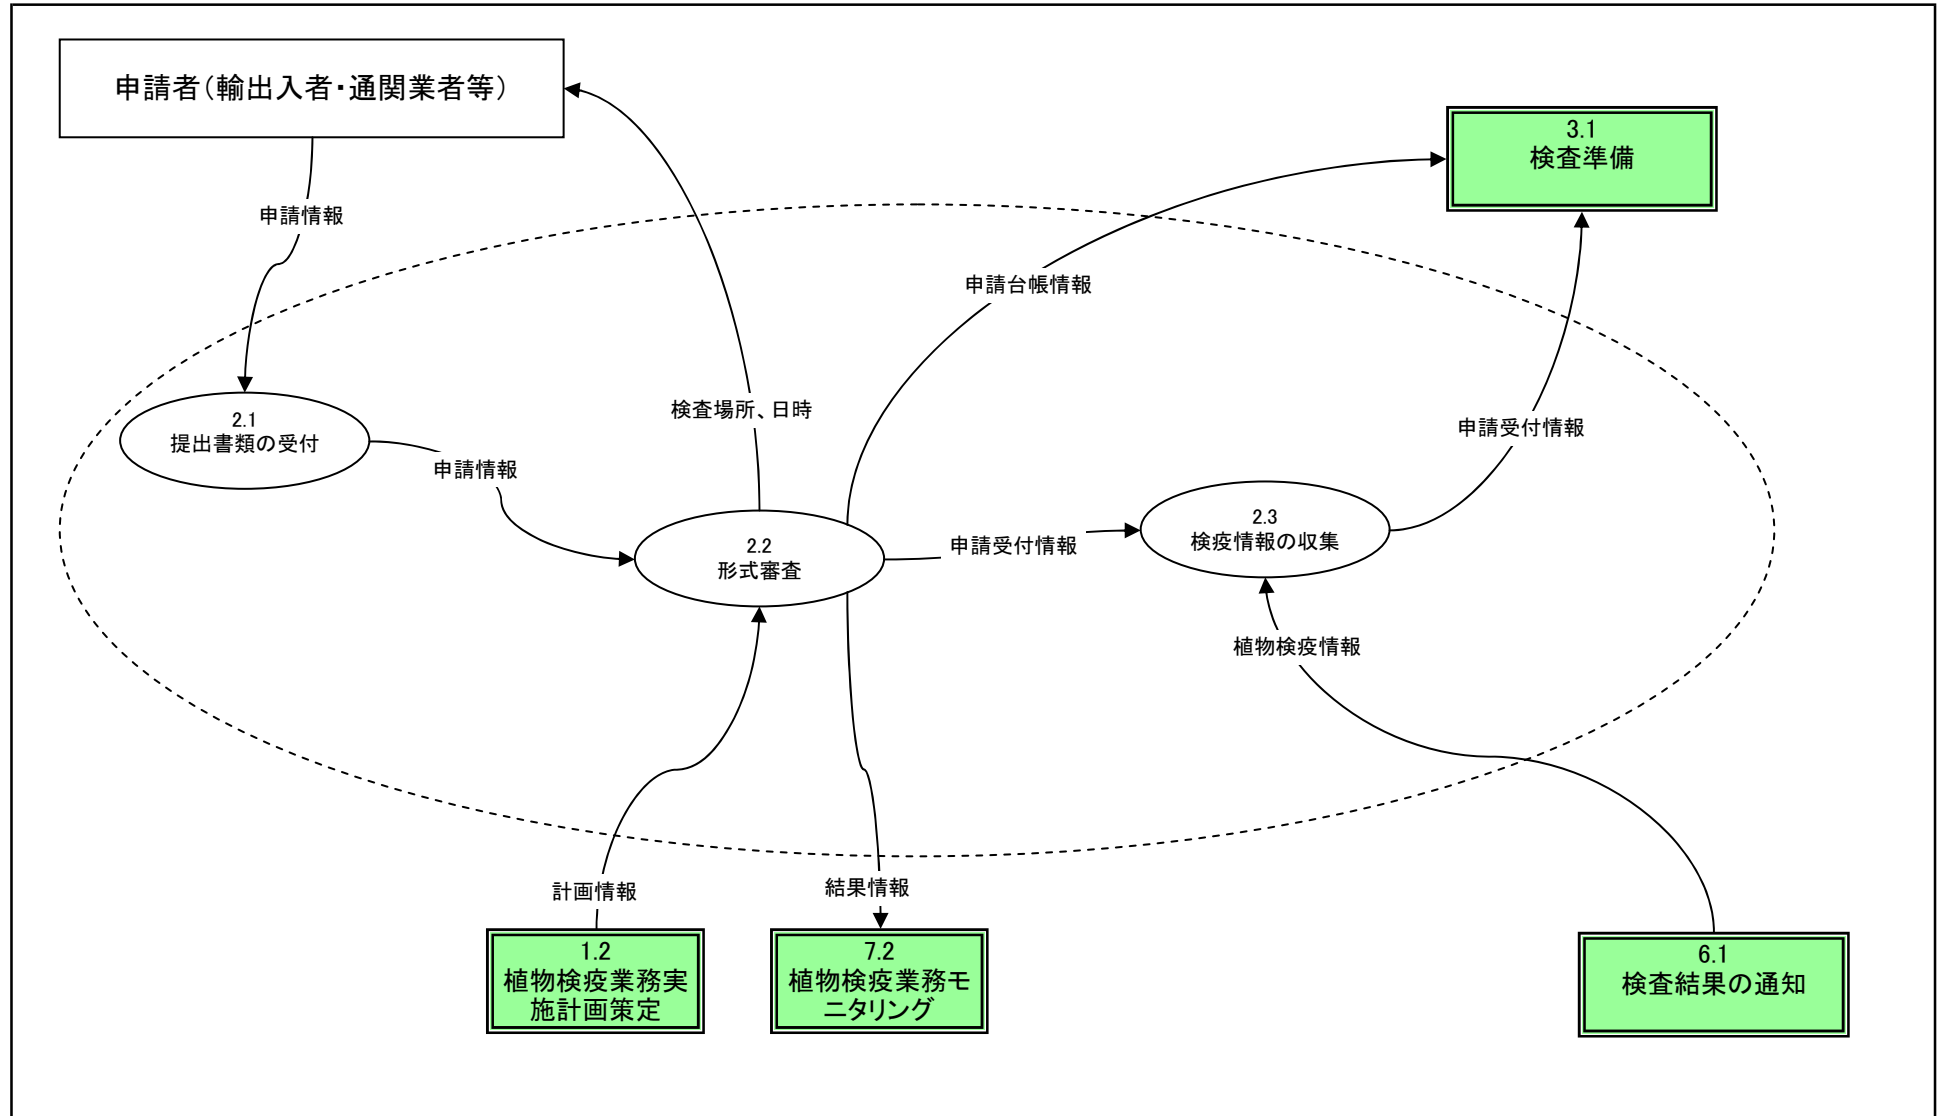 申請者(輸出入者・通関業者等)
3.1
検査準備
申請情報
申請台帳情報
検査場所、日時
2.1
提出書類の受付
申請情報
申請受付情報
2.2
形式審査
申請受付情報
2.3
検疫情報の収集
植物検疫情報
計画情報
結果情報
1.2
植物検疫業務実
施計画策定
7.2
植物検疫業務モ
ニタリング
6.1
検査結果の通知